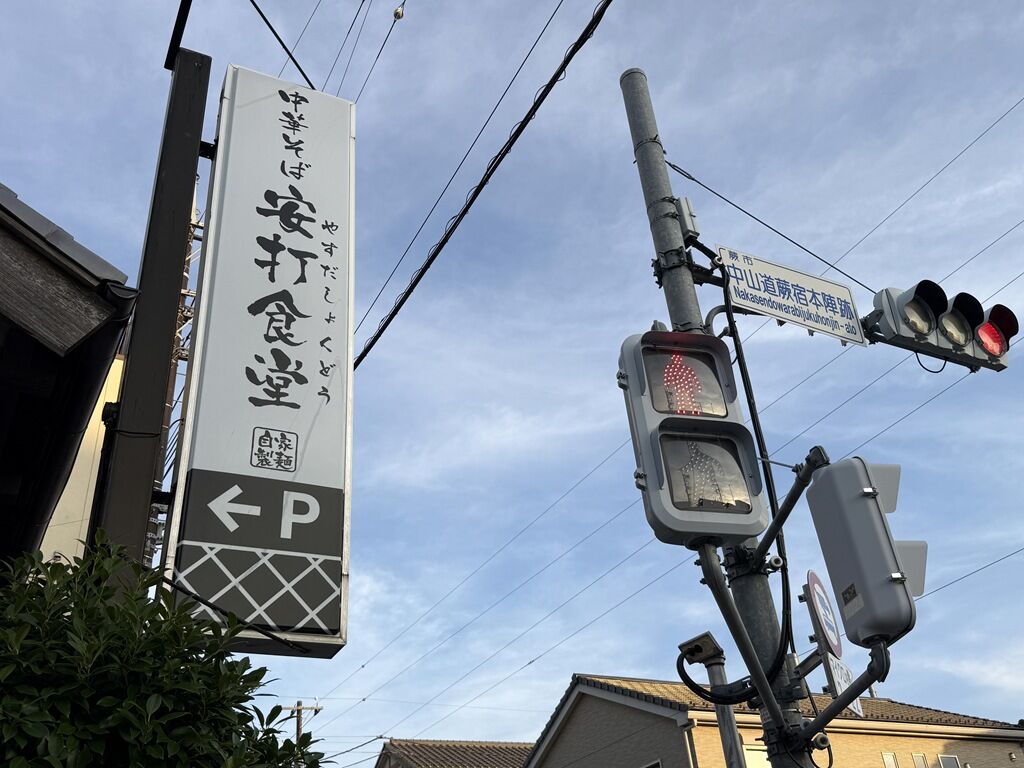 中華そば
安打食堂
やすだしょくどう
自家
製麺
← P
蕨市
中山道蕨宿本陣跡
Nakasendowarabijukuhonjin-ato